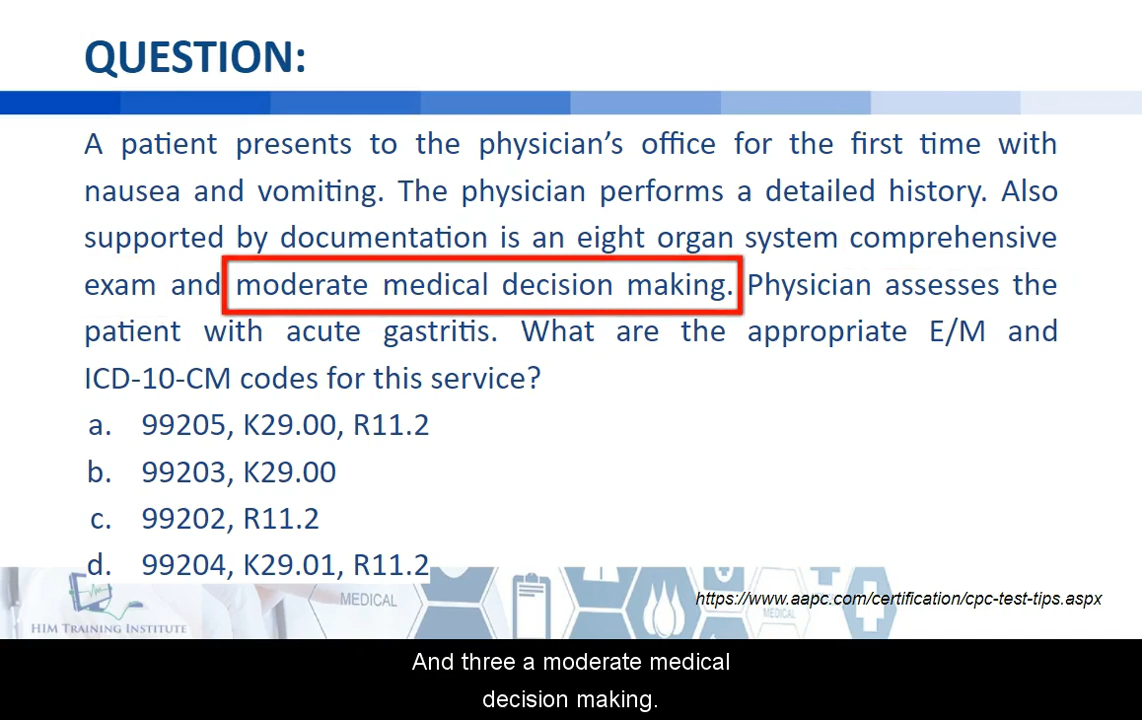 QUESTION:
A patient presents to the physician’s office for the first time with
nausea and vomiting. The physician performs a detailed history. Also
supported by documentation is an eight organ system comprehensive
exam and moderate medical decision making. Physician assesses the
patient with acute gastritis. What are the appropriate E/M and
ICD-10-CM codes for this service?
a. 99205, K29.00, R11.2
b. 99203, K29.00
c. 99202, R11.2
d. 99204, K29.01, R11.2
MEDICAL
https://www.aapc.com/certification/cpc-test-tips.aspx
MEDICAL
HIM TRAINING INSTITUTE
And three a moderate medical
decision making.